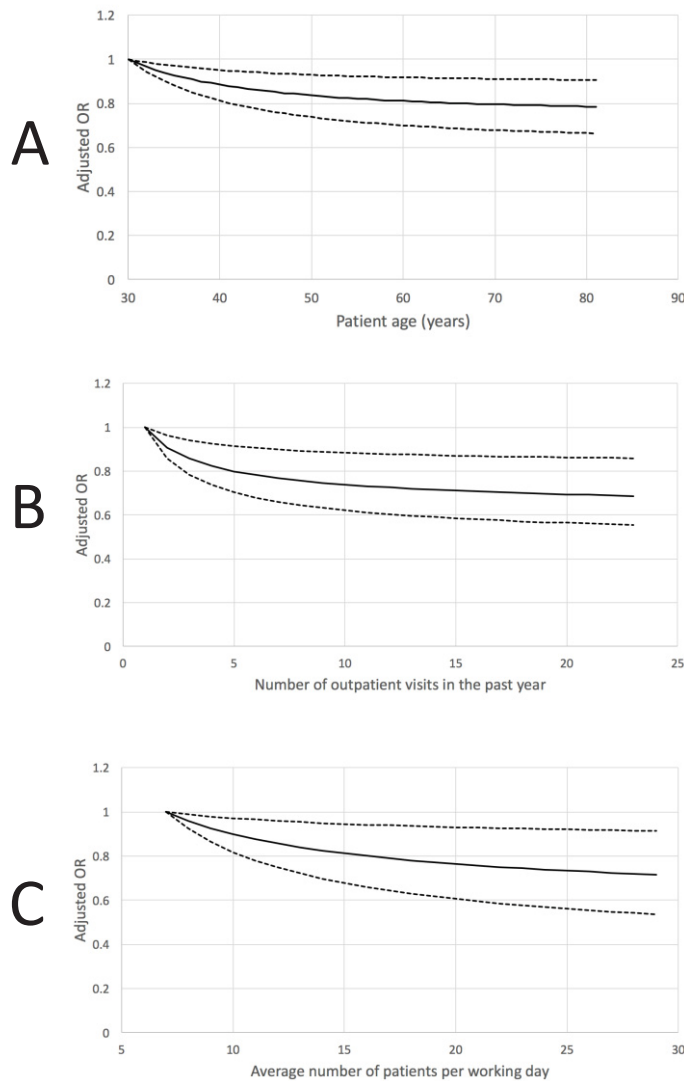 A
Adjusted OR
1.2
1
0.8
0.6
0.4
0.2
0
30 40 50 60 70 80 90
Patient age (years)
B
Adjusted OR
1.2
1
0.8
0.6
0.4
0.2
0
0 5 10 15 20 25
Number of outpatient visits in the past year
C
Adjusted OR
1.2
1
0.8
0.6
0.4
0.2
0
5 10 15 20 25 30
Average number of patients per working day